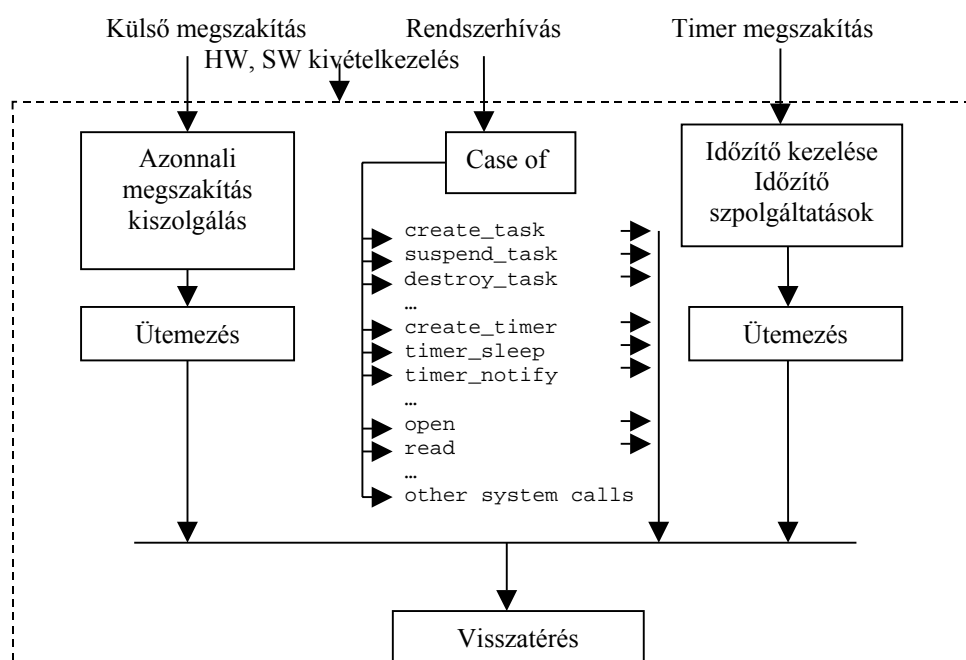 Külső megszakítás
Rendszerhívás
Timer megszakítás
HW, SW kivételkezelés
Azonnali
megszakítás
kiszolgálás
Ütemezés
Case of
create_task
suspend_task
destroy_task
…
create_timer
timer_sleep
timer_notify
…
open
read
…
other system calls
Időzítő kezelése
Időzítő
szpolgáltatások
Ütemezés
Visszatérés